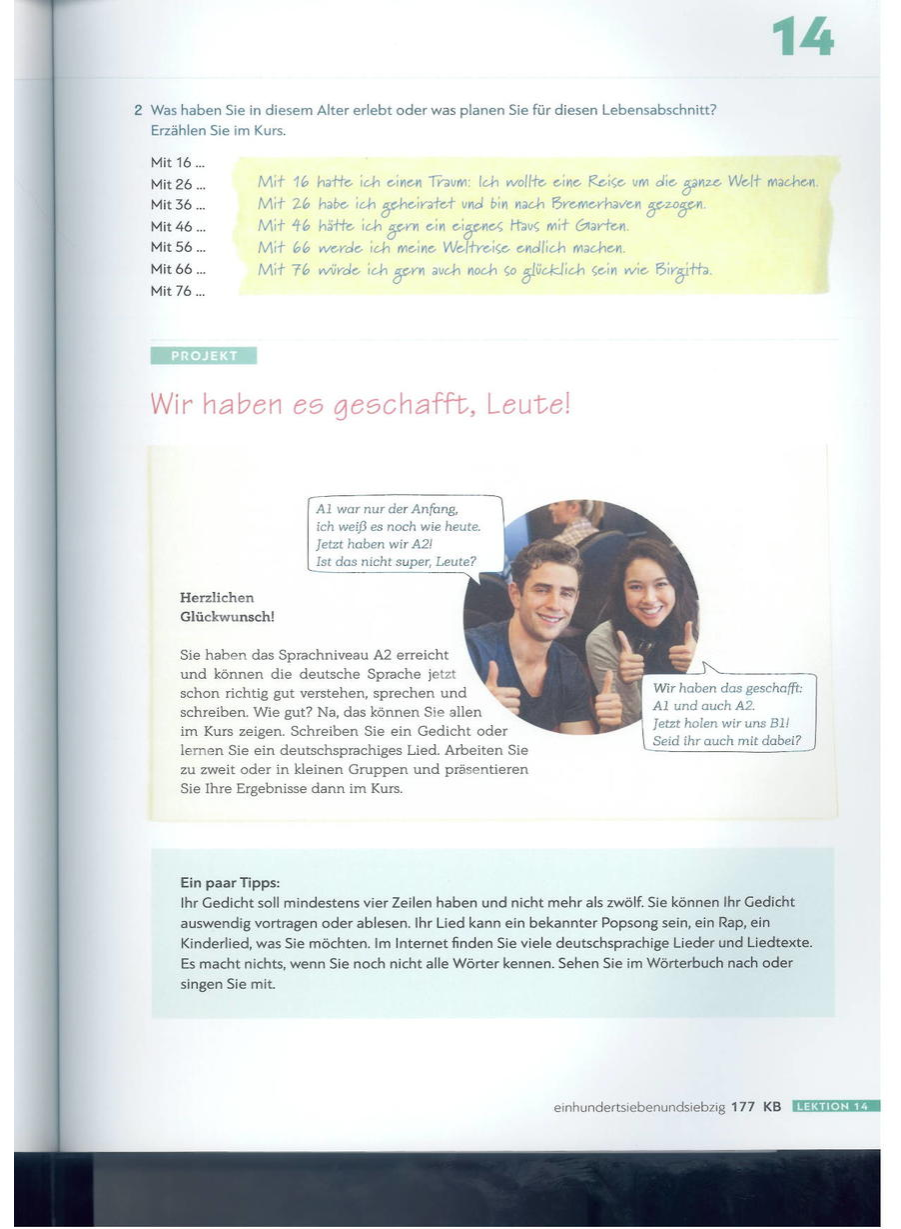 14
2 Was haben Sie in diesem Alter erlebt oder was planen Sie für diesen Lebensabschnitt?
Erzählen Sie im Kurs.
Mit 16 ...
Mit 26 ...
Mit 36 ...
Mit 46 ...
Mit 56 ...
Mit 66 ...
Mit 76 ...
Mit 16 hatte ich einen Traum: Ich wollte eine Reise um die ganze Welt machen.
Mit 26 habe ich geheiratet und bin nach Bremerhaven gezogen.
Mit 46 hätte ich gern ein eigenes Haus mit Garten.
Mit 66 werde ich meine Weltreise endlich machen.
Mit 76 würde ich gern auch noch so glücklich sein wie Birgitta.
PROJEKT
Wir haben es geschafft, Leute!
A1 war nur der Anfang,
ich weiß es noch wie heute.
Jetzt haben wir A2!
Ist das nicht super, Leute?
Herzlichen
Glückwunsch!
Sie haben das Sprachniveau A2 erreicht
und können die deutsche Sprache jetzt
schon richtig gut verstehen, sprechen und
schreiben. Wie gut? Na, das können Sie allen
im Kurs zeigen. Schreiben Sie ein Gedicht oder
lernen Sie ein deutschsprachiges Lied. Arbeiten Sie
zu zweit oder in kleinen Gruppen und präsentieren
Sie Ihre Ergebnisse dann im Kurs.
Wir haben das geschafft:
A1 und auch A2.
Jetzt holen wir uns B1!
Seid ihr auch mit dabei?
Ein paar Tipps:
Ihr Gedicht soll mindestens vier Zeilen haben und nicht mehr als zwölf. Sie können Ihr Gedicht
auswendig vortragen oder ablesen. Ihr Lied kann ein bekannter Popsong sein, ein Rap, ein
Kinderlied, was Sie möchten. Im Internet finden Sie viele deutschsprachige Lieder und Liedtexte.
Es macht nichts, wenn Sie noch nicht alle Wörter kennen. Sehen Sie im Wörterbuch nach oder
singen Sie mit.
einhundertsiebenundsiebzig 177 KB LEKTION 14